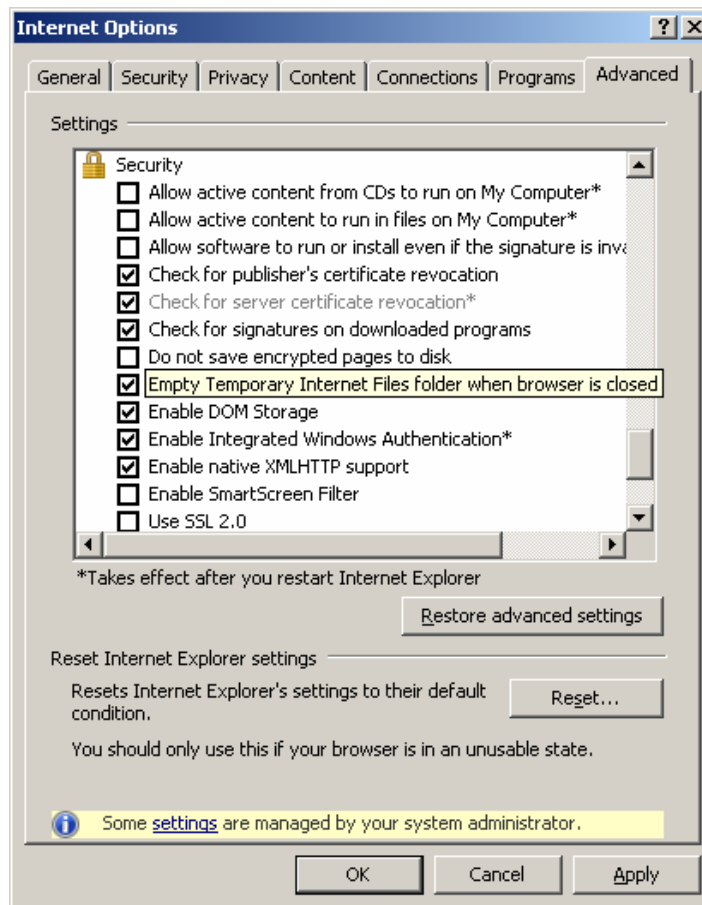 Internet Options
General Security Privacy Content Connections Programs Advanced
Settings
Security
Allow active content from CDs to run on My Computer*
Allow active content to run in files on My Computer*
Allow software to run or install even if the signature is inva
Check for publisher's certificate revocation
Check for server certificate revocation*
Check for signatures on downloaded programs
Do not save encrypted pages to disk
Empty Temporary Internet Files folder when browser is closed
Enable DOM Storage
Enable Integrated Windows Authentication*
Enable native XMLHTTP support
Enable SmartScreen Filter
Use SSL 2.0
*Takes effect after you restart Internet Explorer
Restore advanced settings
Reset Internet Explorer settings
Resets Internet Explorer's settings to their default
condition.
Reset...
You should only use this if your browser is in an unusable state.
Some settings are managed by your system administrator.
OK Cancel Apply